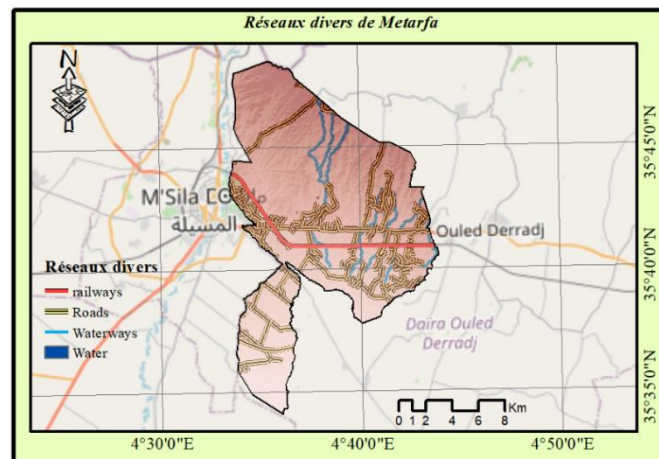 Réseaux divers de Metarfa
N
M'Sila
المسيلة
Ouled Derradj
Daïra Ouled
Derradj
Réseaux divers
railways
Roads
Waterways
Water
0 1 2 4 6 8 Km
35°45'0"N
35°40'0"N
35°35'0"N
4°30'0"E
4°40'0"E
4°50'0"E